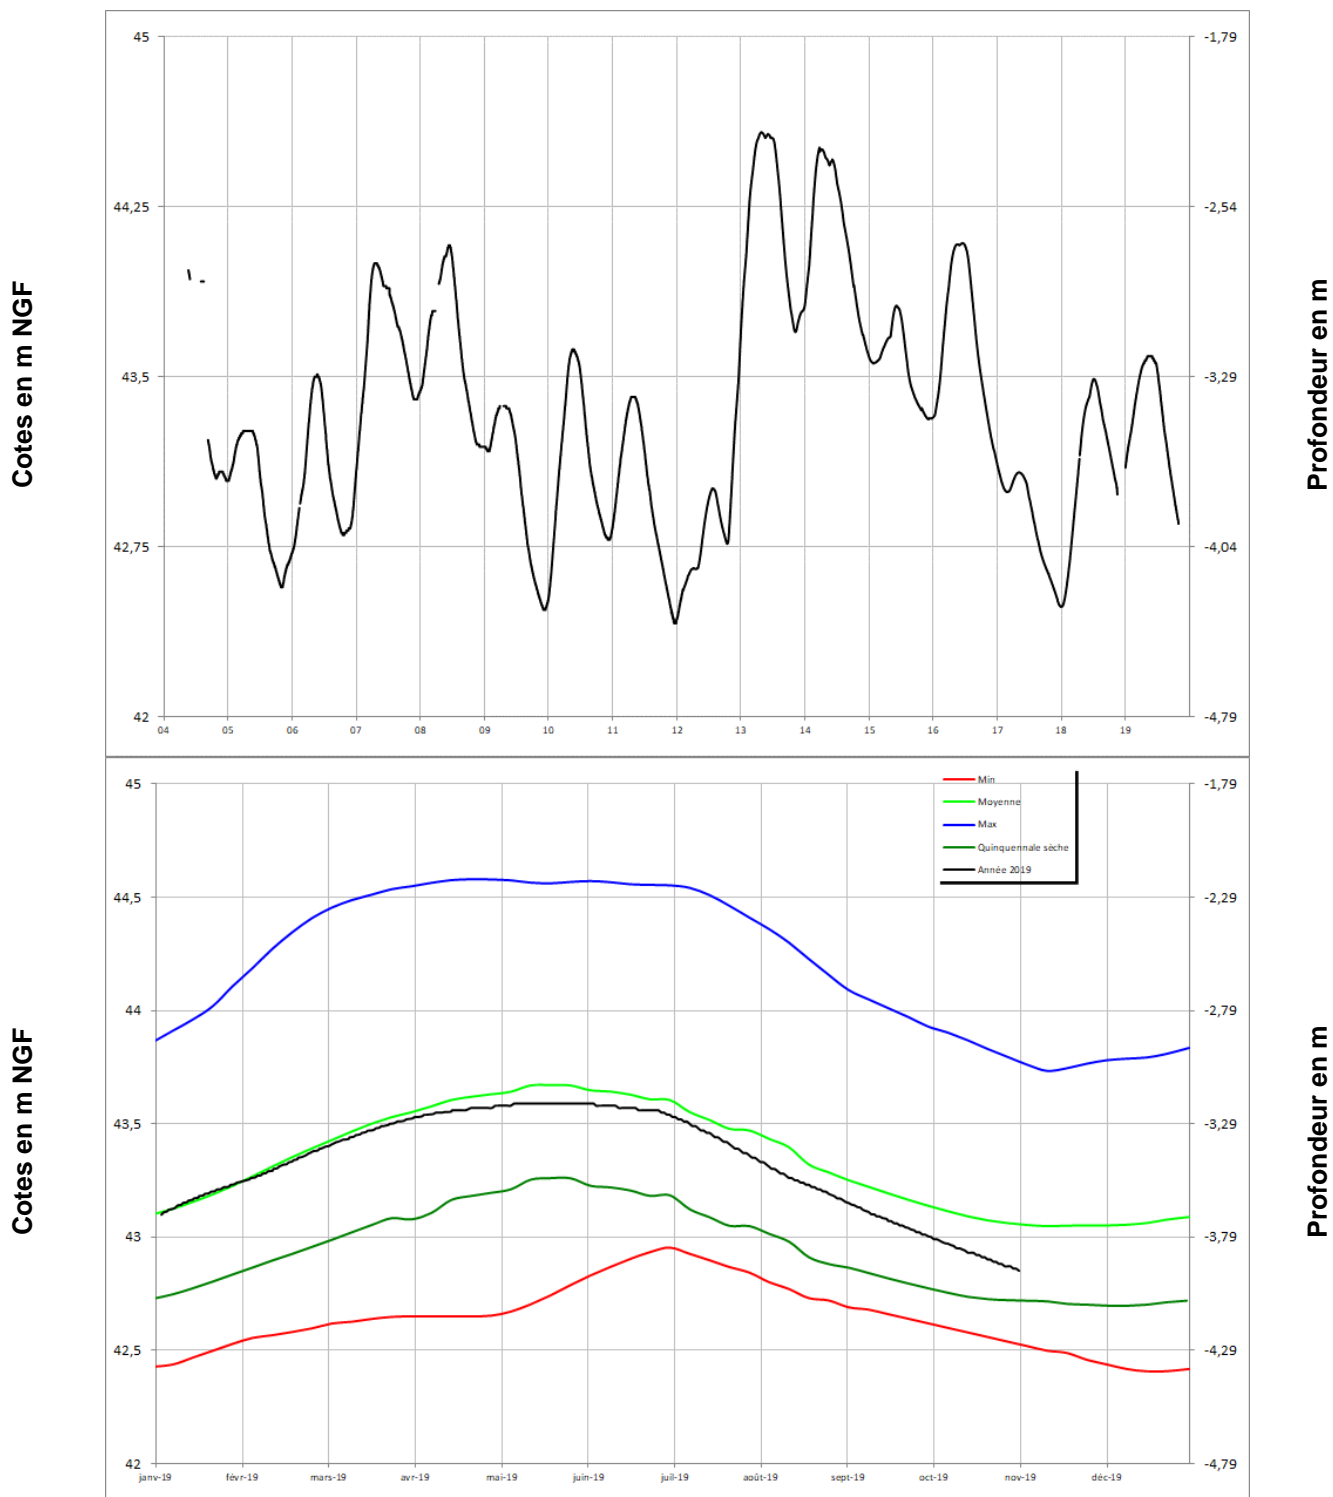 Cotes en m NGF
45
44,25
43,5
42,75
42
-1,79
-2,54
-3,29
-4,04
-4,79
Profondeur en m
04 05 06 07 08 09 10 11 12 13 14 15 16 17 18 19
Cotes en m NGF
45
44,5
44
43,5
43
42,5
42
Min
Moyenne
Max
Quinquennale sèche
Année 2019
-1,79
-2,29
-2,79
-3,29
-3,79
-4,29
-4,79
Profondeur en m
janv-19 févr-19 mars-19 avr-19 mai-19 juin-19 juil-19 août-19 sept-19 oct-19 nov-19 déc-19